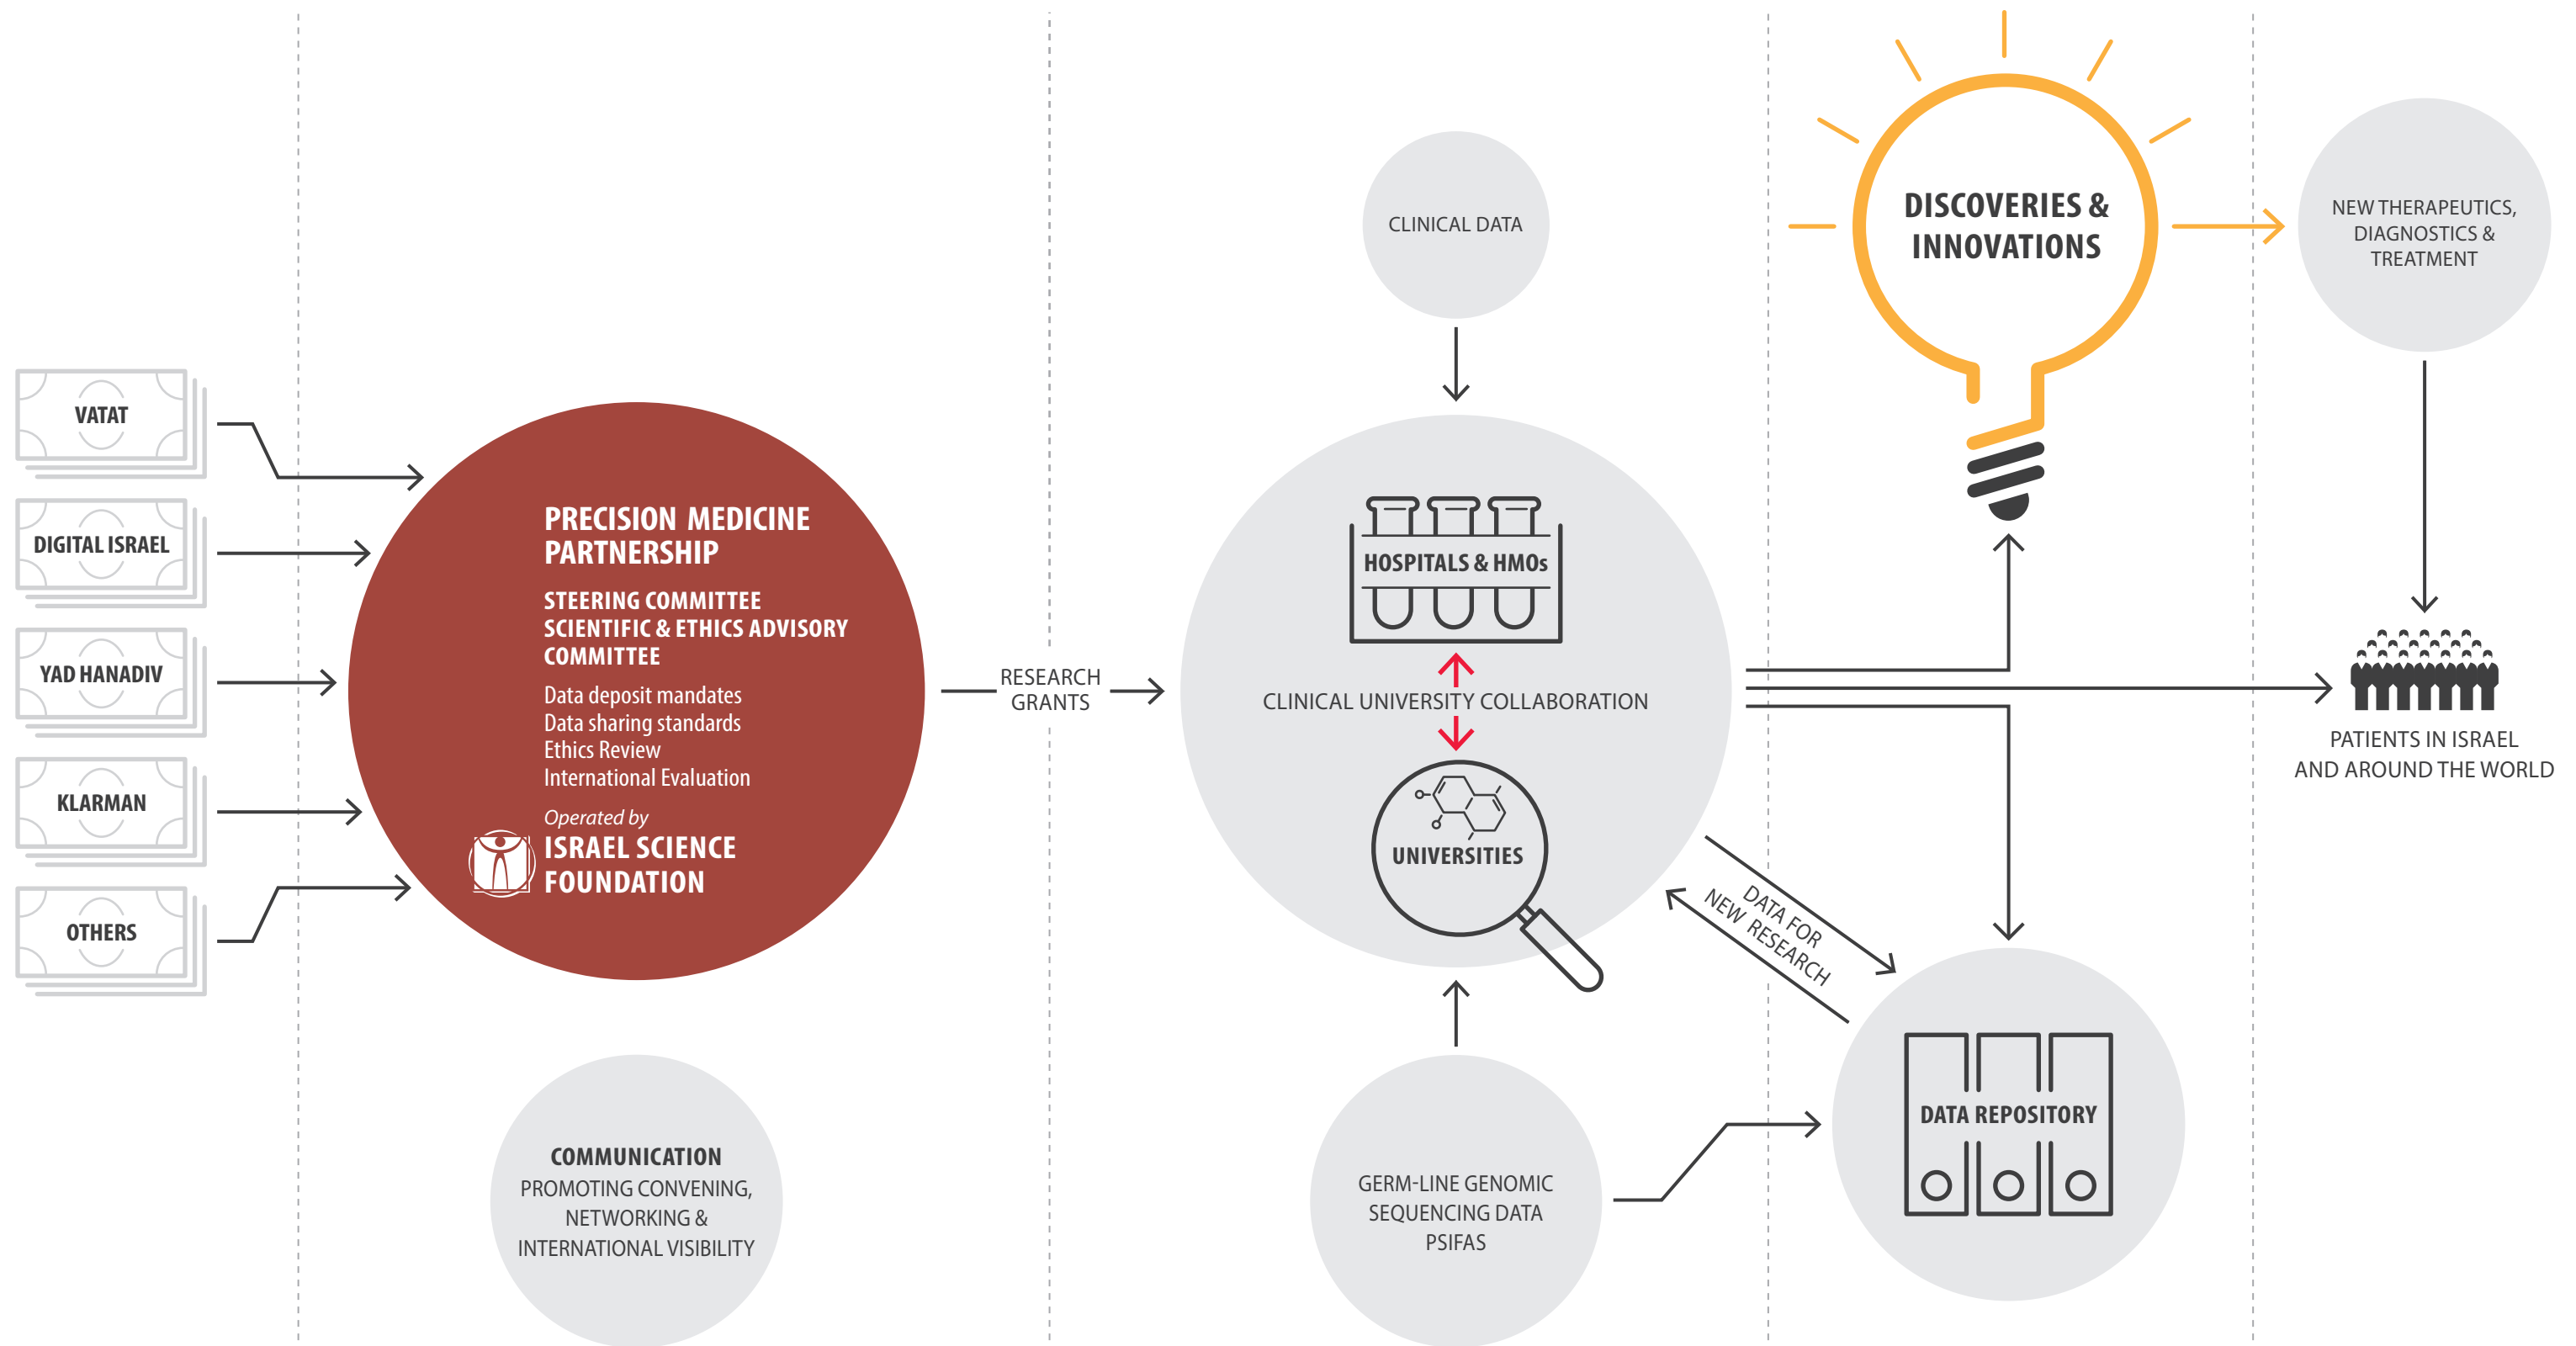 VATAT
DIGITAL ISRAEL
YAD HANADIV
KLARMAN
OTHERS
PRECISION MEDICINE
PARTNERSHIP
STEERING COMMITTEE
SCIENTIFIC & ETHICS ADVISORY
COMMITTEE
Data deposit mandates
Data sharing standards
Ethics Review
International Evaluation
Operated by
ISRAEL SCIENCE
FOUNDATION
COMMUNICATION
PROMOTING CONVENING,
NETWORKING &
INTERNATIONAL VISIBILITY
RESEARCH
GRANTS
CLINICAL DATA
HOSPITALS & HMOs
CLINICAL UNIVERSITY COLLABORATION
UNIVERSITIES
GERM-LINE GENOMIC
SEQUENCING DATA
PSIFAS
DATA FOR
NEW RESEARCH
DISCOVERIES &
INNOVATIONS
DATA REPOSITORY
NEW THERAPEUTICS,
DIAGNOSTICS &
TREATMENT
PATIENTS IN ISRAEL
AND AROUND THE WORLD